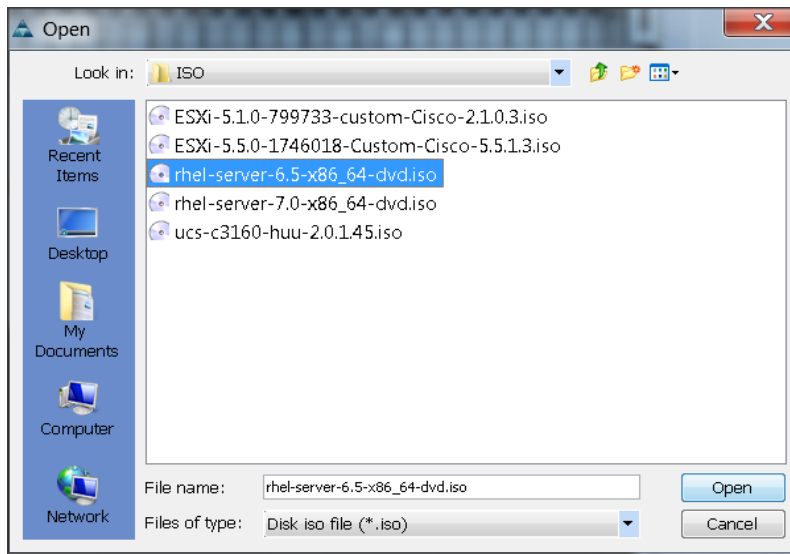 Open
Look in: ISO
ESXi-5.1.0-799733-custom-Cisco-2.1.0.3.iso
ESXi-5.5.0-1746018-Custom-Cisco-5.5.1.3.iso
rhel-server-6.5-x86_64-dvd.iso
rhel-server-7.0-x86_64-dvd.iso
ucs-c3160-huu-2.0.1.45.iso
Recent
Items
Desktop
My
Documents
Computer
Network
File name: rhel-server-6.5-x86_64-dvd.iso Open
Files of type: Disk iso file (*.iso) Cancel